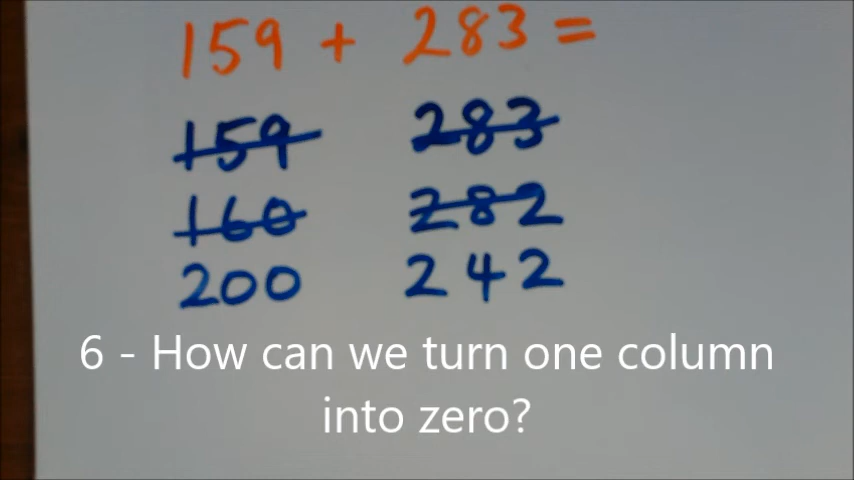 159 + 283 =
159 283
160 282
200 242
6 - How can we turn one column
into zero?